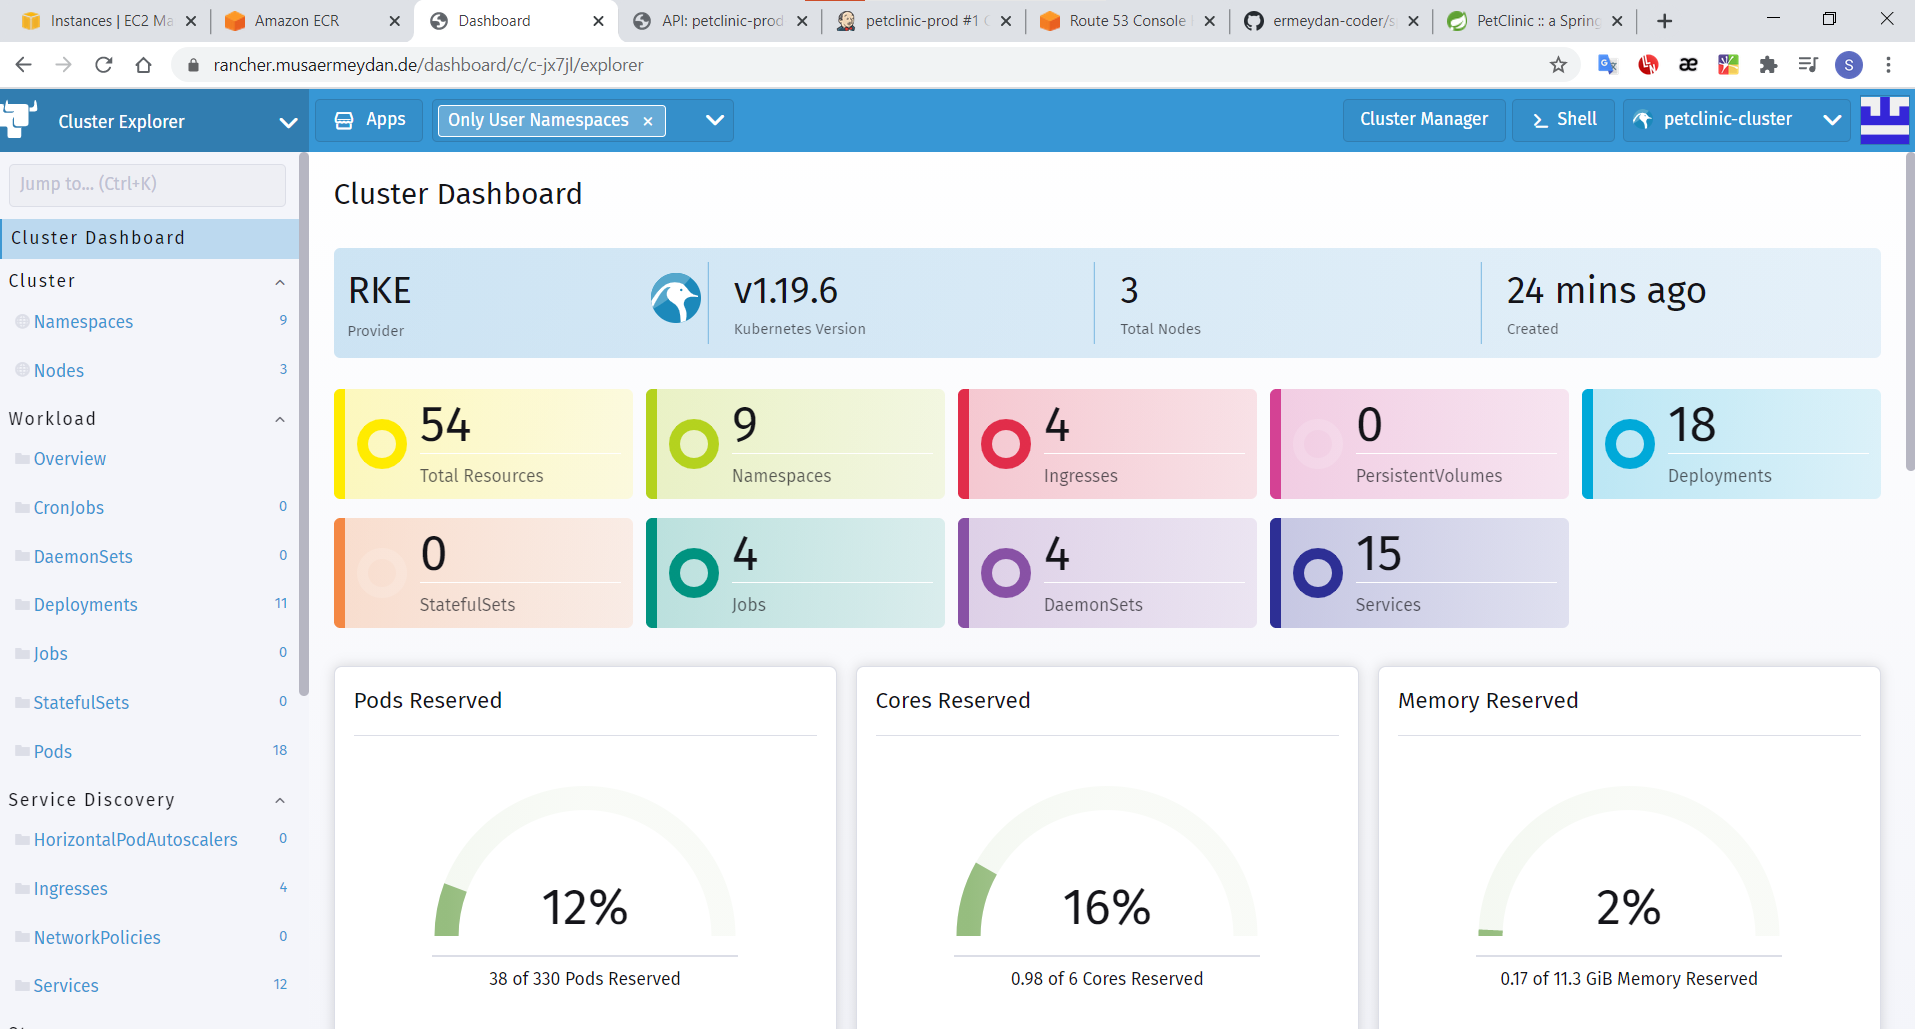 Instances | EC2 Ma
Amazon ECR
Dashboard
API: petclinic-prod
petclinic-prod #1 C
Route 53 Console
ermeydan-coder/s
PetClinic :: a Spring
rancher.musaermeydan.de/dashboard/c/c-jx7jl/explorer
S
Cluster Explorer
Apps
Only User Namespaces ×
Cluster Manager
Shell
petclinic-cluster
Jump to... (Ctrl+K)
Cluster Dashboard
Cluster
Namespaces 9
Nodes 3
Workload
Overview
CronJobs 0
DaemonSets 0
Deployments 11
Jobs 0
StatefulSets 0
Pods 18
Service Discovery
HorizontalPodAutoscalers 0
Ingresses 4
NetworkPolicies 0
Services 12
Cluster Dashboard
RKE
Provider
v1.19.6
Kubernetes Version
3
Total Nodes
24 mins ago
Created
54
Total Resources
9
Namespaces
4
Ingresses
0
PersistentVolumes
18
Deployments
0
StatefulSets
4
Jobs
4
DaemonSets
15
Services
Pods Reserved
12%
38 of 330 Pods Reserved
Cores Reserved
16%
0.98 of 6 Cores Reserved
Memory Reserved
2%
0.17 of 11.3 GiB Memory Reserved